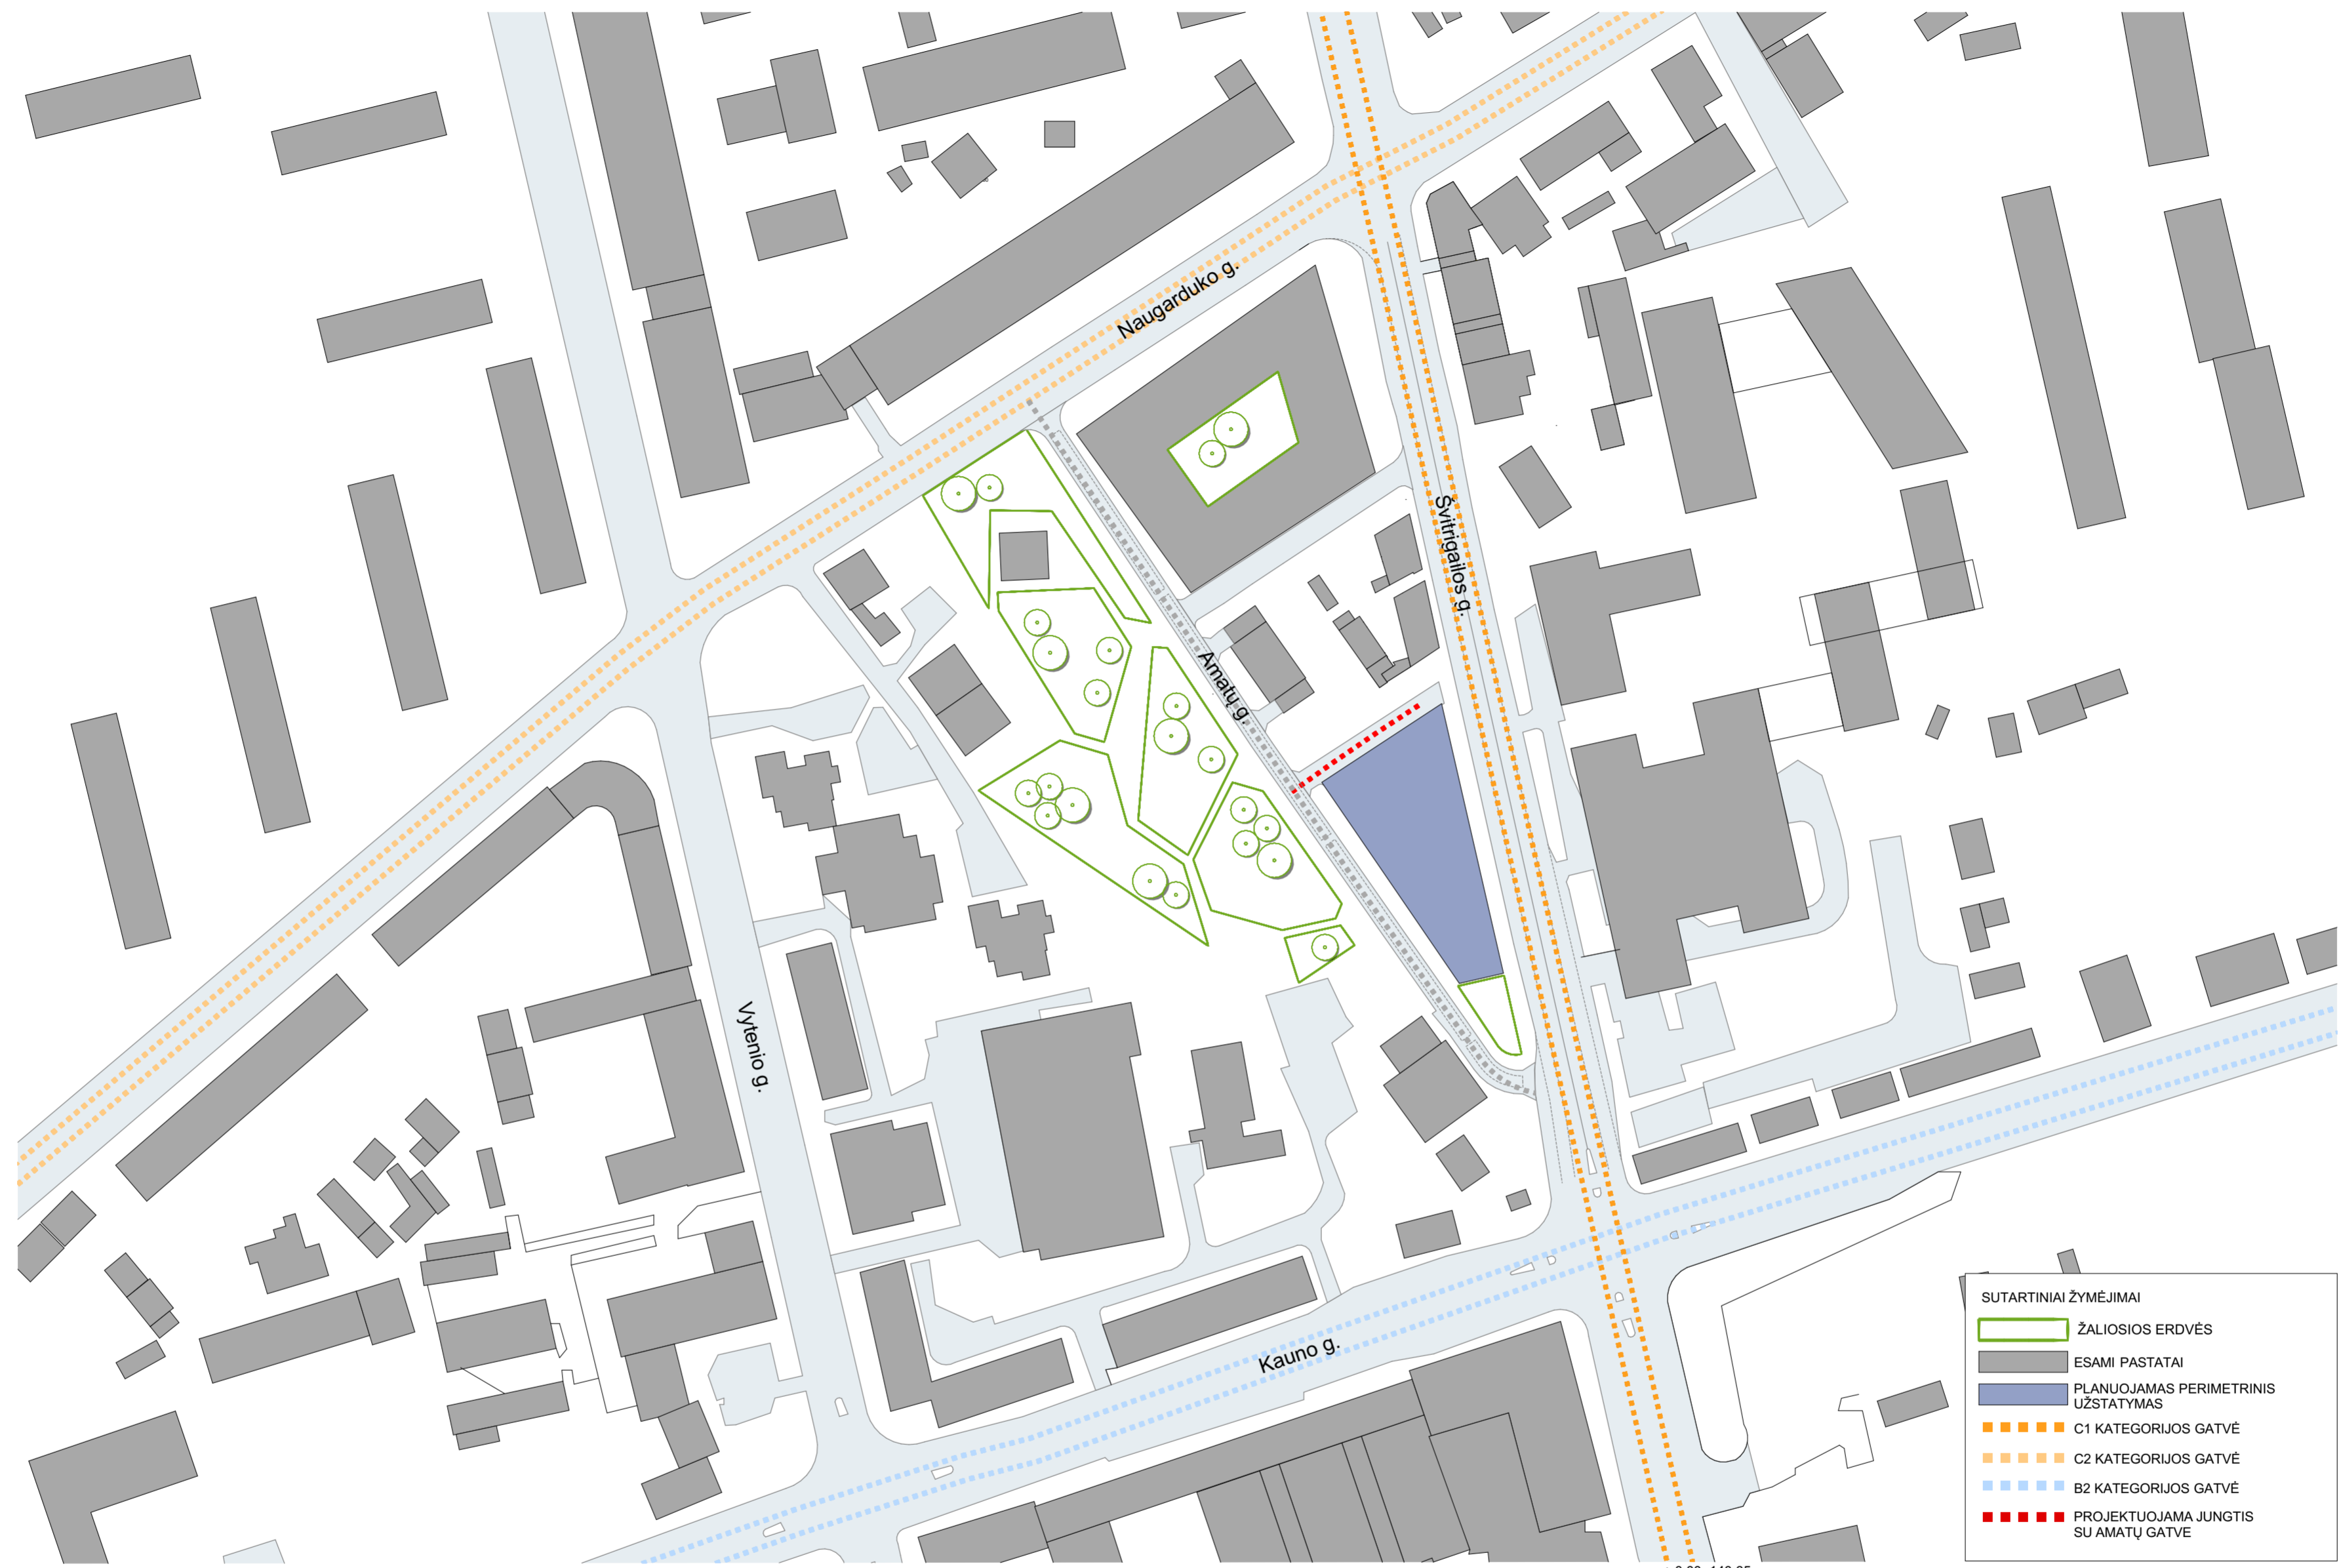 Naugarduko g.
Švitrigailos g.
Amatų g.
Vytenio g.
Kauno g.
SUTARTINIAI ŽYMĖJIMAI
ŽALIOSIOS ERDVĖS
ESAMI PASTATAI
PLANUOJAMAS PERIMETRINIS
UŽSTATYMAS
C1 KATEGORIJOS GATVĖ
C2 KATEGORIJOS GATVĖ
B2 KATEGORIJOS GATVĖ
PROJEKTUOJAMA JUNGTIS
SU AMATŲ GATVE